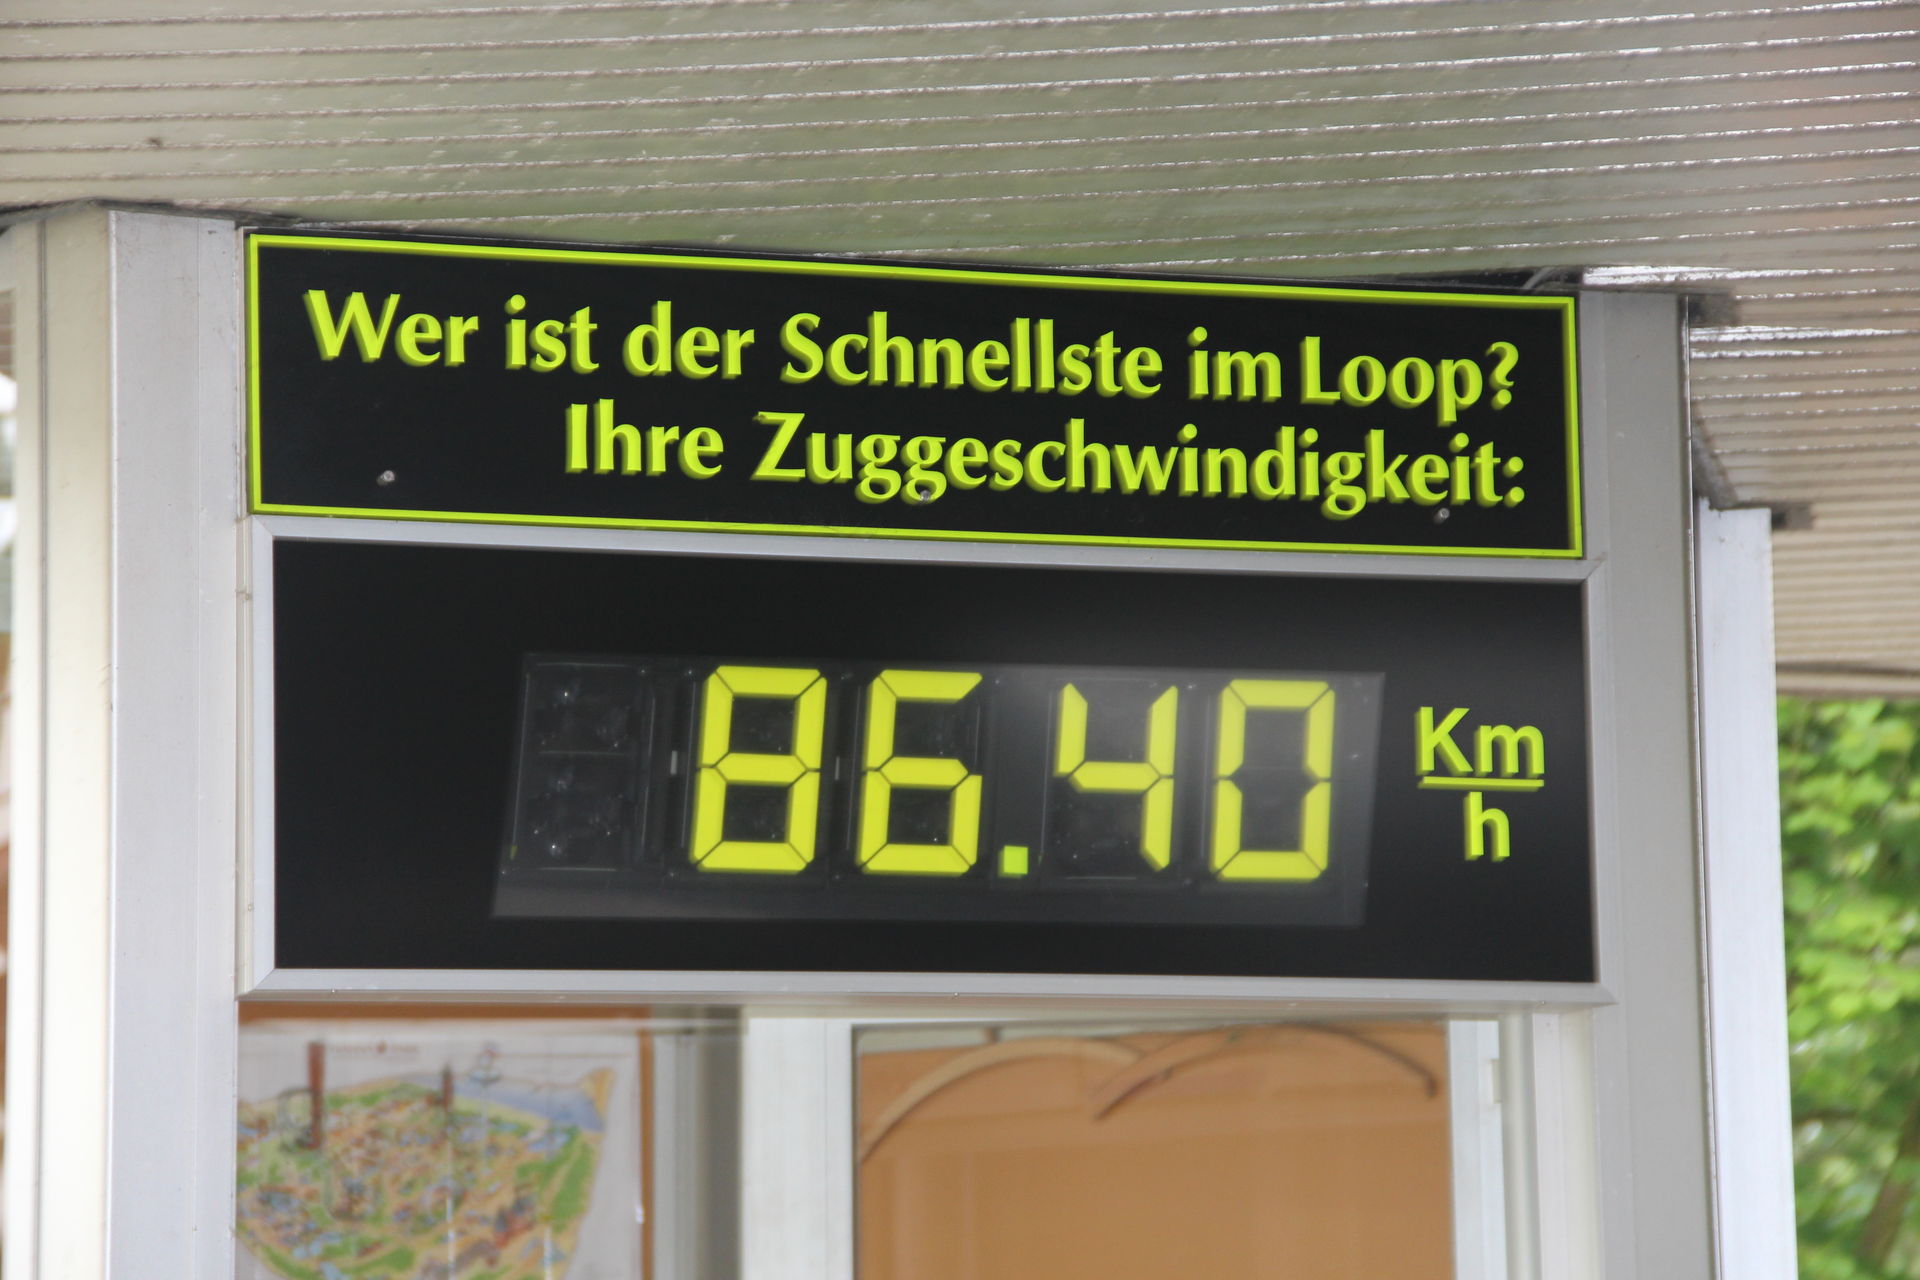 Wer ist der Schnellste im Loop?
Ihre Zuggeschwindigkeit:
86.40 Km
h